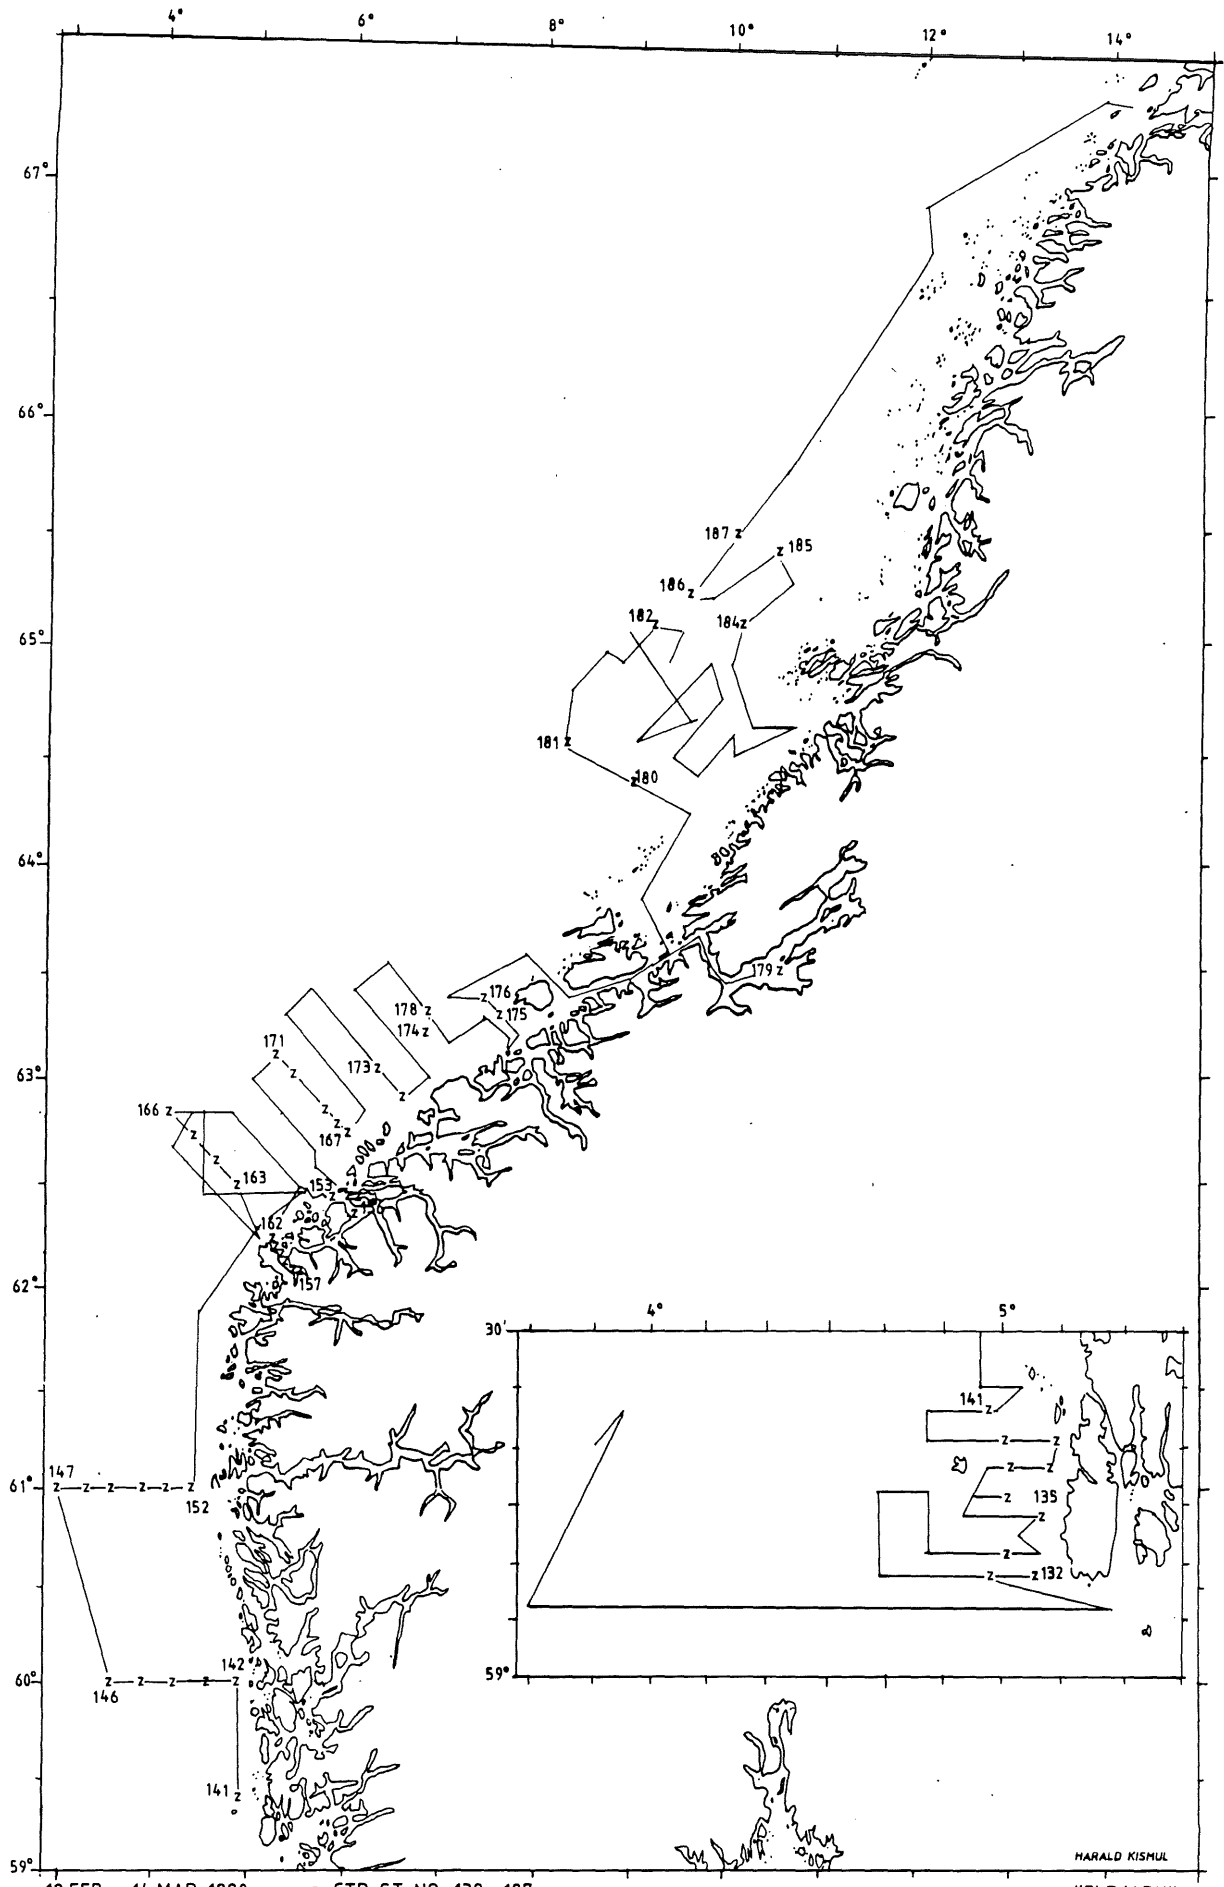 4° 6° 8° 10° 12° 14°
67°
66°
187 z
z 185
186 z
182 z
184 z
65°
181 z
z 180
64°
179 z
z 176
178 z
z 175
174 z
171
z
z
173 z
63°
z
z
166 z
z
167 z
z
z
z 163
153
z
162
z
157
62°
4° 5°
30'
141 z
z z
z z
147
61° z z z z z z
z 135
152
z
z
z z 132
142
60° z z z z z
146
59°
141 z
59°
HARALD KISMUL